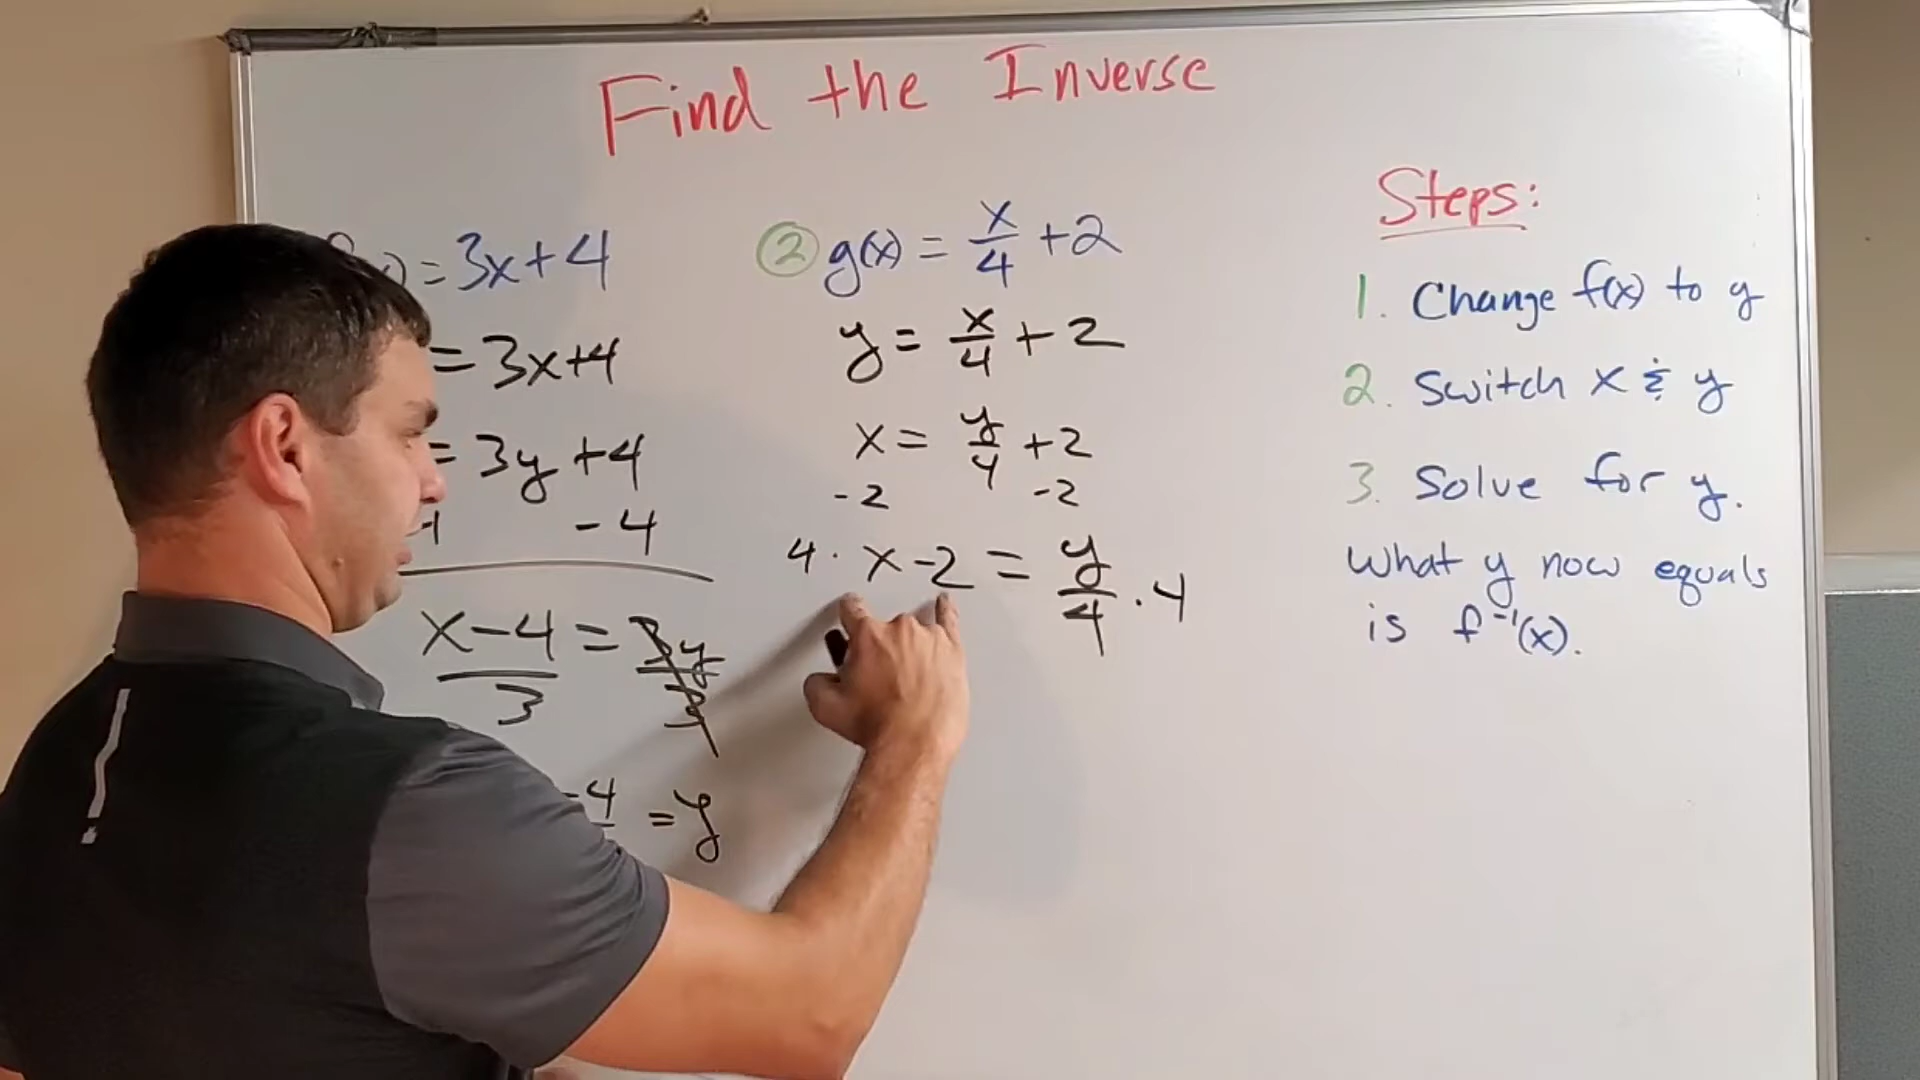 Find the Inverse
= 3x+4
= 3x+4
= 3y +4
- 4
x-4 = 3y
3
3
-4 = y
② g(x) = x/4 +2
y = x/4 + 2
x = y/4 +2
-2 -2
4 · x -2 = y/4 · 4
Steps:
1. Change f(x) to y
2. Switch x & y
3. Solve for y.
What y now equals
is f⁻¹(x).